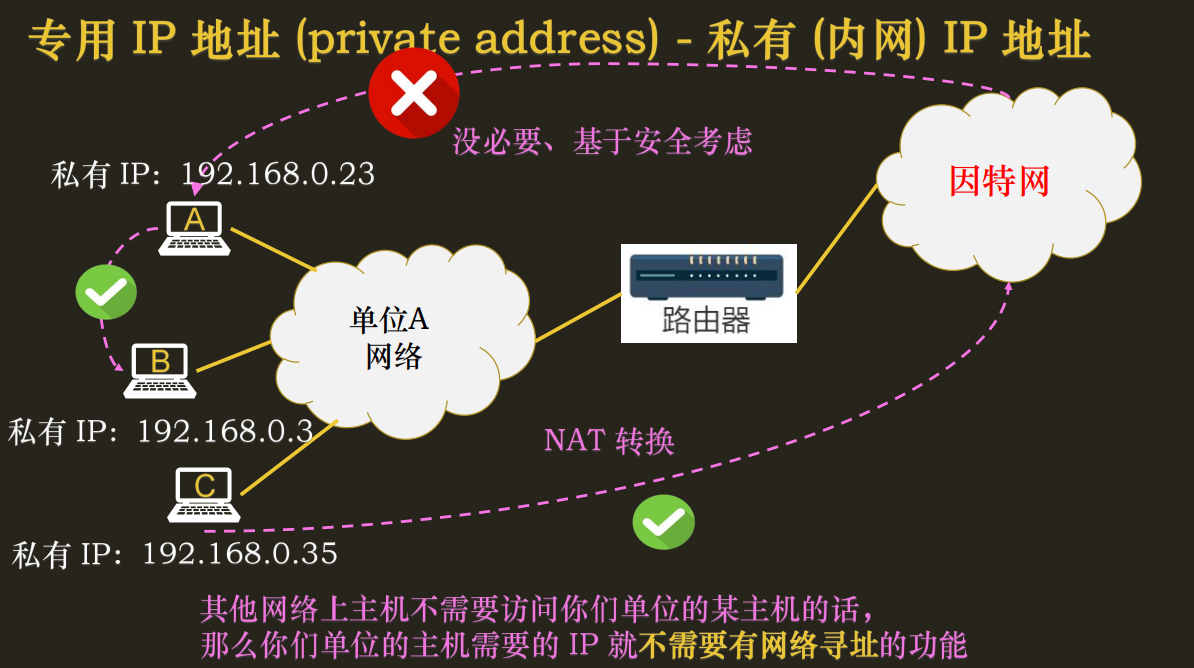 专用 IP 地址 (private address) - 私有 (内网) IP 地址
没必要、基于安全考虑
私有 IP：192.168.0.23
因特网
A
单位A
网络
路由器
B
私有 IP：192.168.0.3
NAT 转换
C
私有 IP：192.168.0.35
其他网络上主机不需要访问你们单位的某主机的话，
那么你们单位的主机需要的 IP 就不需要有网络寻址的功能